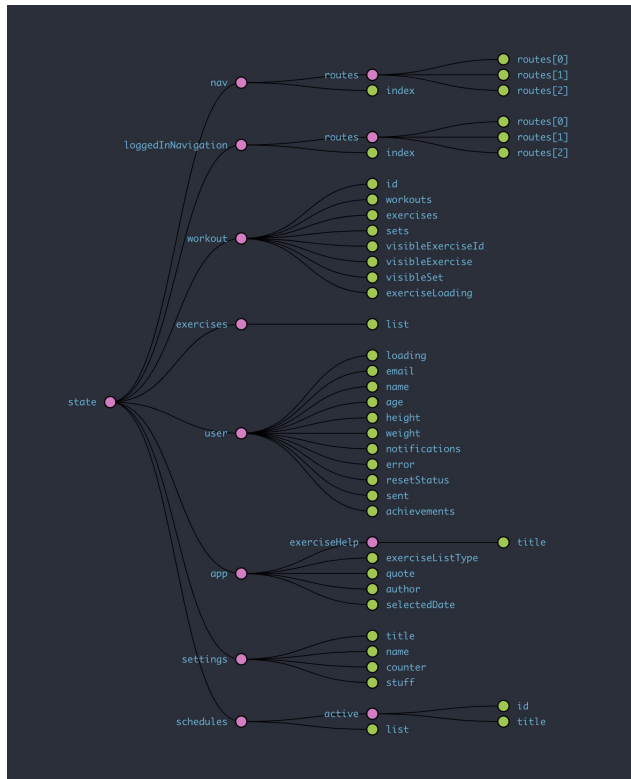 routes[0]
routes routes[1]
nav
index routes[2]
routes[0]
routes routes[1]
loggedInNavigation
index routes[2]
id
workouts
exercises
sets
workout
visibleExerciseId
visibleExercise
visibleSet
exerciseLoading
exercises list
loading
email
name
age
state
height
user weight
notifications
error
resetStatus
sent
achievements
exerciseHelp title
exerciseListType
app quote
author
selectedDate
title
name
settings
counter
stuff
id
active
schedules title
list